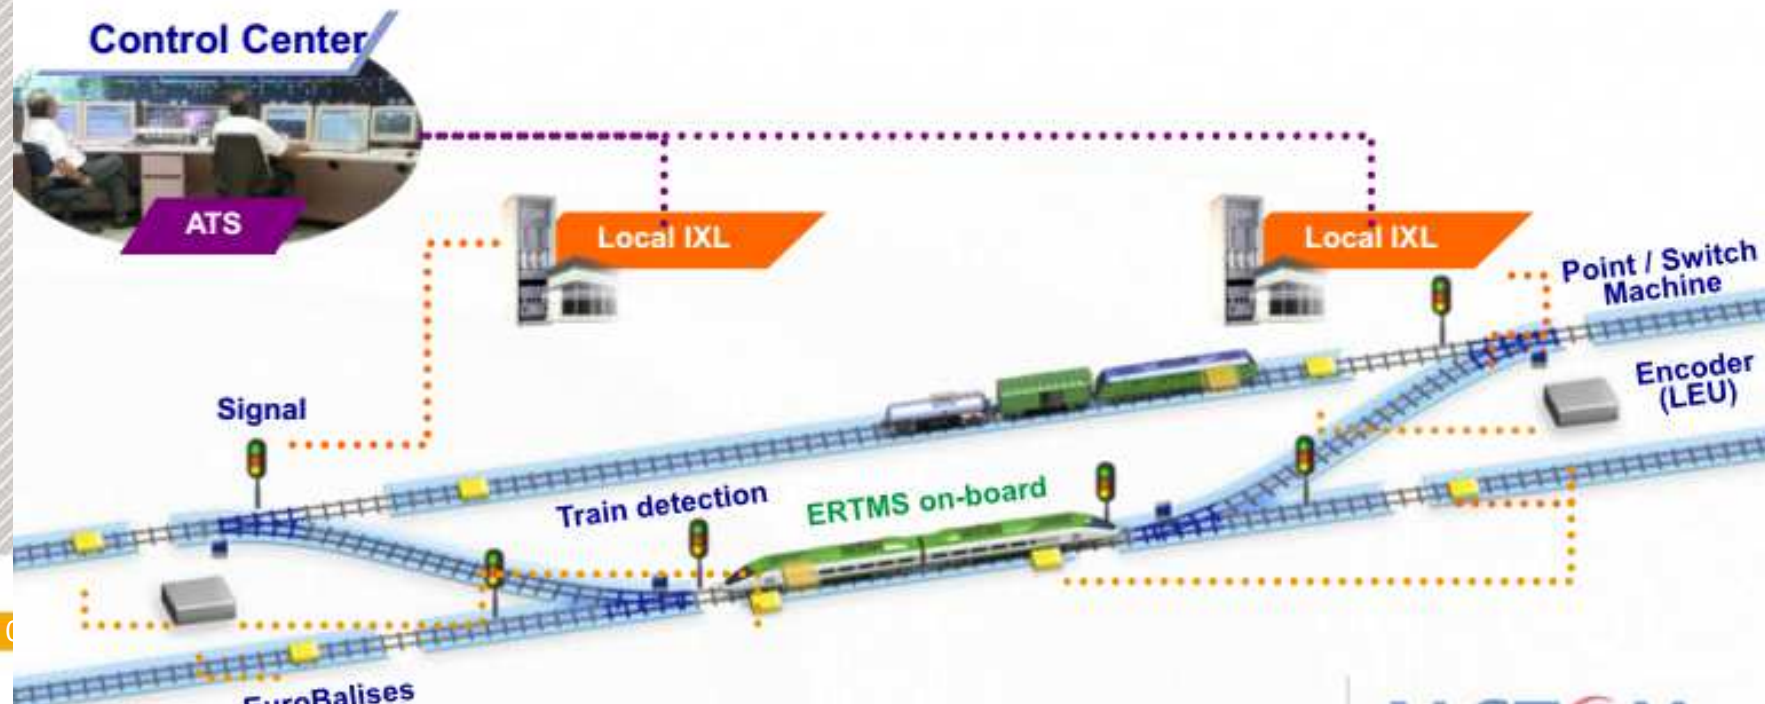 Control Center
ATS
Local IXL
Local IXL
Point / Switch
Machine
Encoder
(LEU)
Signal
Train detection
ERTMS on-board
EuroBalises